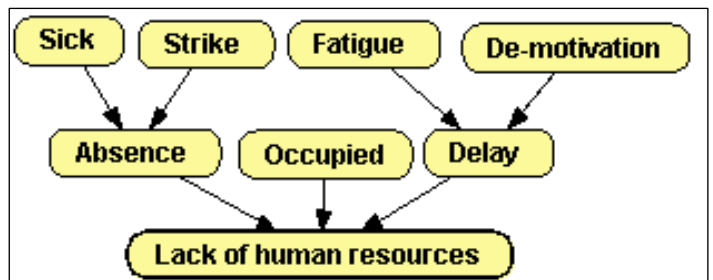 Sick
Strike
Fatigue
De-motivation
Absence
Occupied
Delay
Lack of human resources